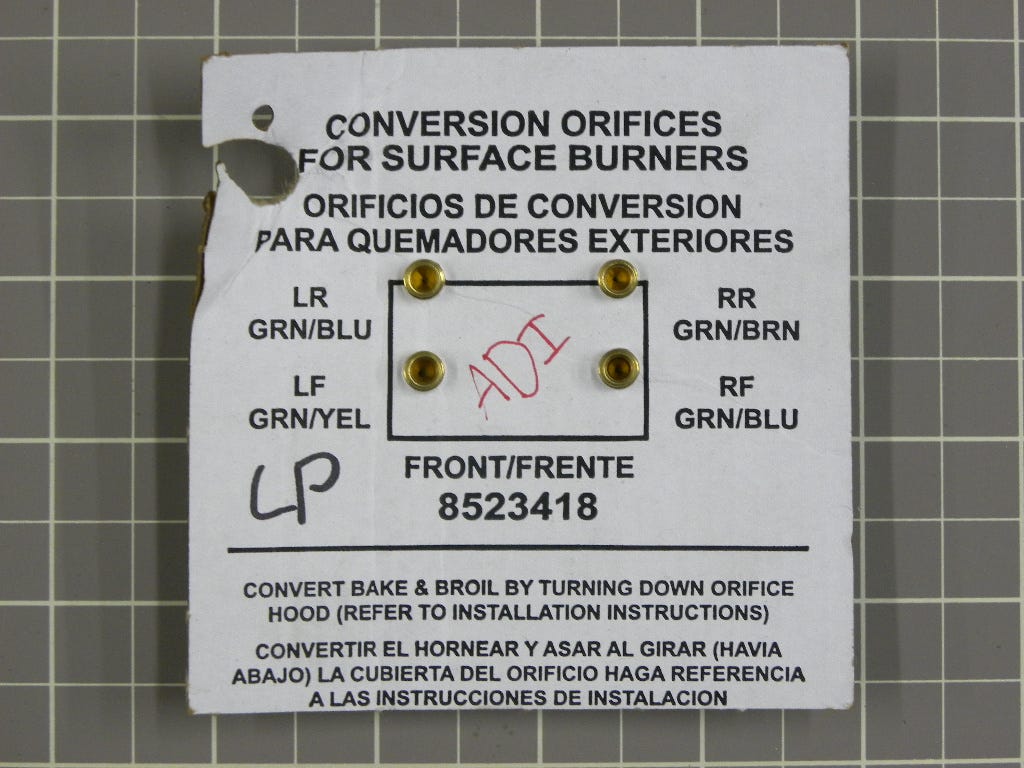 CONVERSION ORIFICES
FOR SURFACE BURNERS
ORIFICIOS DE CONVERSION
PARA QUEMADORES EXTERIORES
LR
GRN/BLU
RR
GRN/BRN
ADI
LF
GRN/YEL
RF
GRN/BLU
LP
FRONT/FRENTE
8523418
CONVERT BAKE & BROIL BY TURNING DOWN ORIFICE
HOOD (REFER TO INSTALLATION INSTRUCTIONS)
CONVERTIR EL HORNEAR Y ASAR AL GIRAR (HAVIA
ABAJO) LA CUBIERTA DEL ORIFICIO HAGA REFERENCIA
A LAS INSTRUCCIONES DE INSTALACION